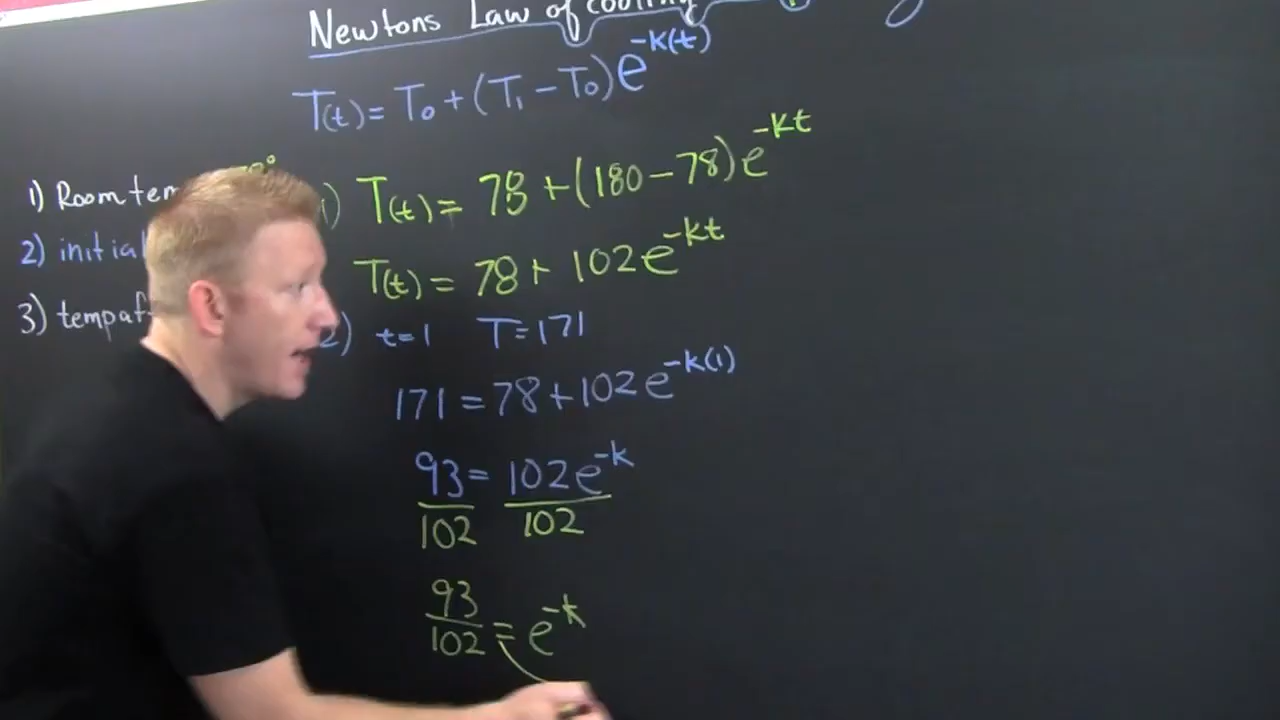 Newtons Law of cooling
T(t) = T₀ + (T₁ - T₀)e^-k(t)
1) Room tem
2) initial
3) temp af
1) T(t) = 78 + (180 - 78)e^-kt
T(t) = 78 + 102e^-kt
2) t=1 T=171
171 = 78 + 102e^-k(1)
93 = 102e^-k
102 102
93
102 = e^-k